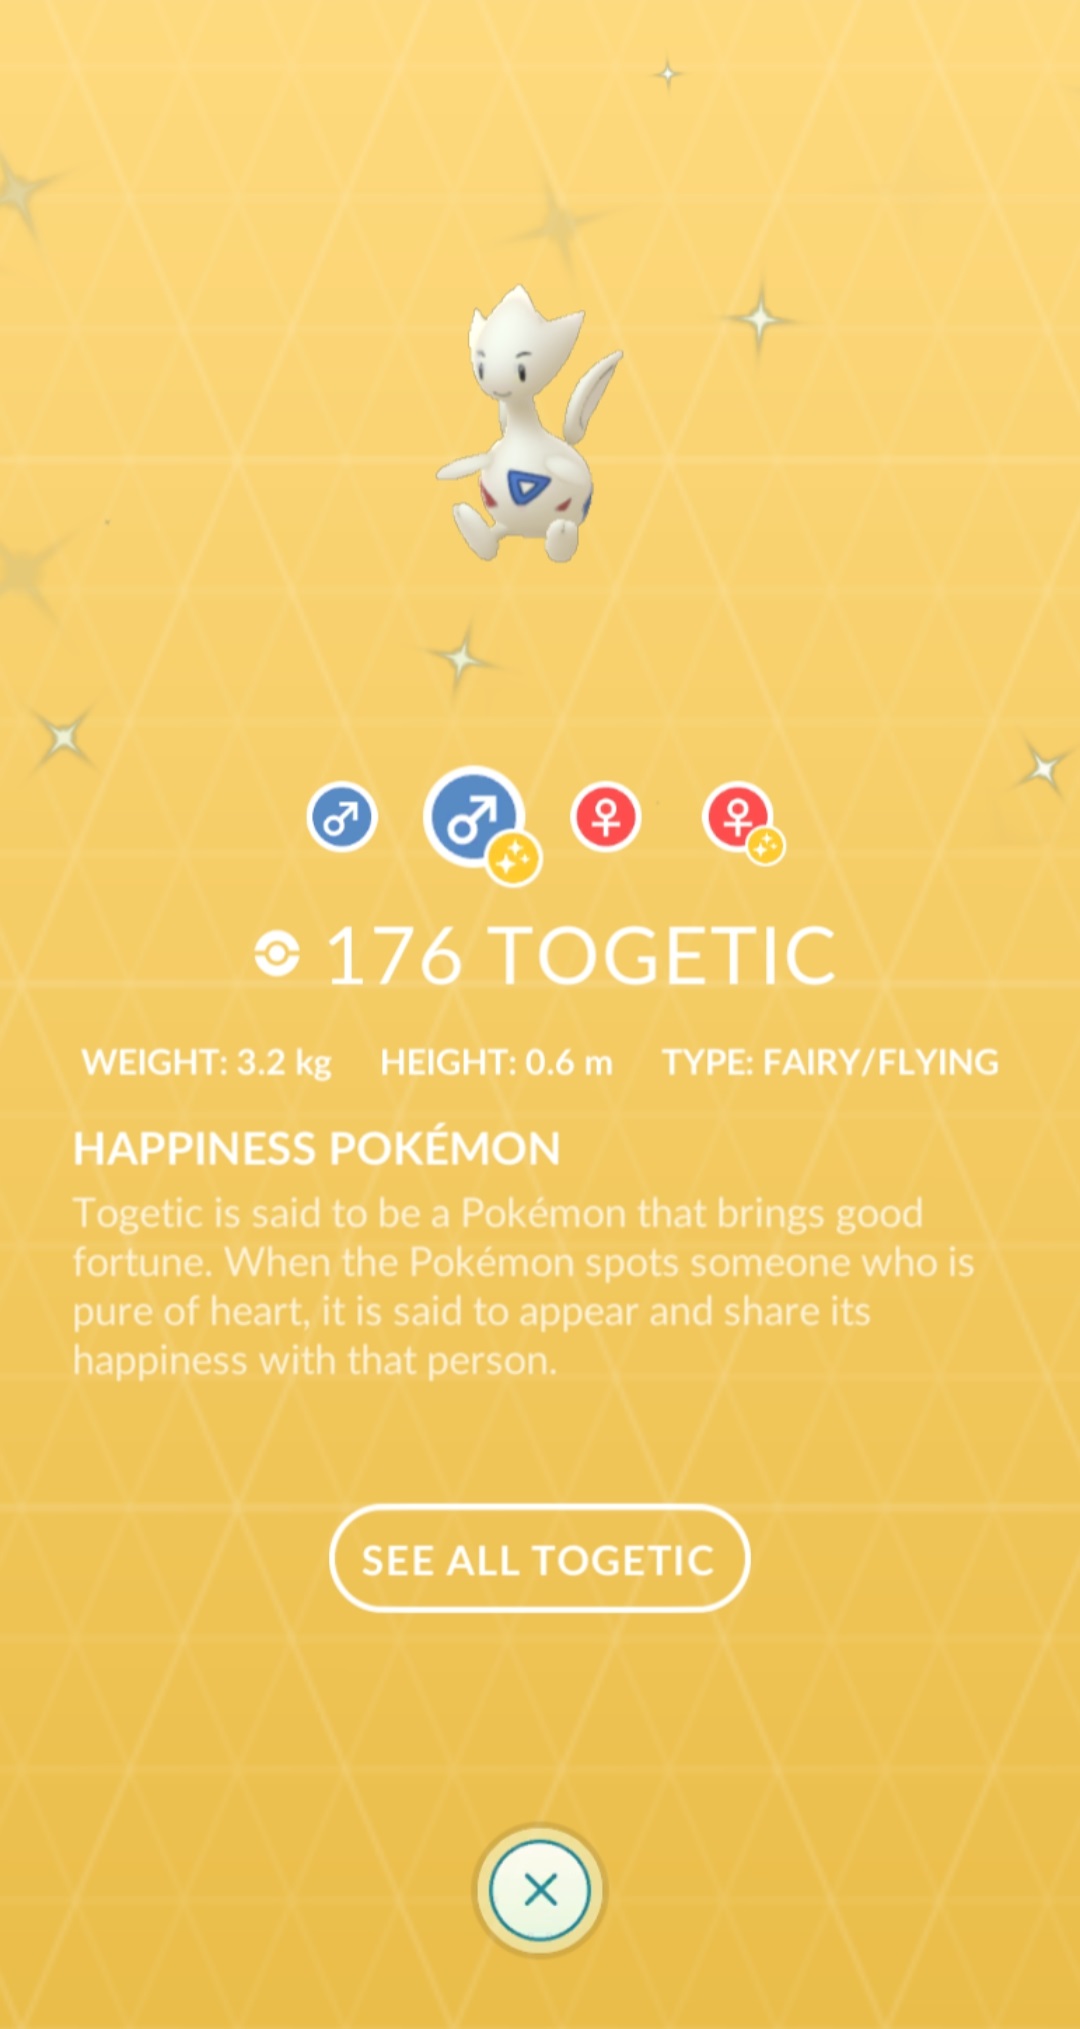 176 TOGETIC
WEIGHT: 3.2 kg HEIGHT: 0.6 m TYPE: FAIRY/FLYING
HAPPINESS POKÉMON
Togetic is said to be a Pokémon that brings good
fortune. When the Pokémon spots someone who is
pure of heart, it is said to appear and share its
happiness with that person.
SEE ALL TOGETIC